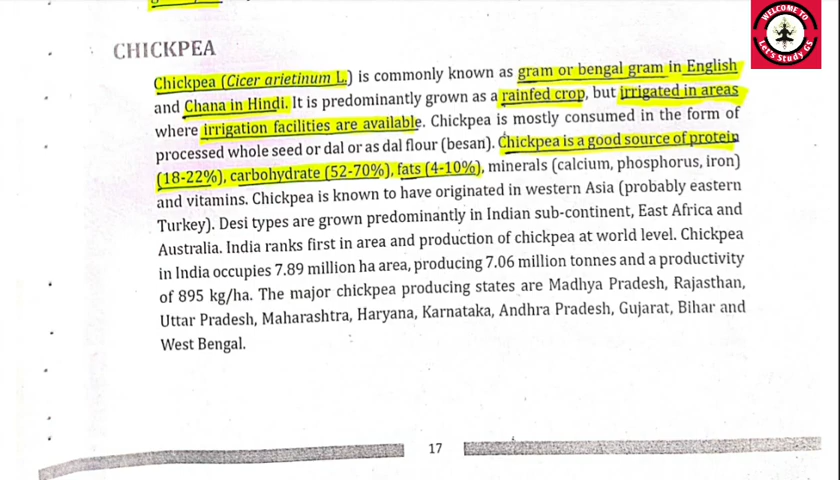 WELCOME TO
Let's Study GS
CHICKPEA
Chickpea (Cicer arietinum L.) is commonly known as gram or bengal gram in English
and Chana in Hindi. It is predominantly grown as a rainfed crop, but irrigated in areas
where irrigation facilities are available. Chickpea is mostly consumed in the form of
processed whole seed or dal or as dal flour (besan). Chickpea is a good source of protein
(18-22%), carbohydrate (52-70%), fats (4-10%), minerals (calcium, phosphorus, iron)
and vitamins. Chickpea is known to have originated in western Asia (probably eastern
Turkey). Desi types are grown predominantly in Indian sub-continent, East Africa and
Australia. India ranks first in area and production of chickpea at world level. Chickpea
in India occupies 7.89 million ha area, producing 7.06 million tonnes and a productivity
of 895 kg/ha. The major chickpea producing states are Madhya Pradesh, Rajasthan,
Uttar Pradesh, Maharashtra, Haryana, Karnataka, Andhra Pradesh, Gujarat, Bihar and
West Bengal.
17